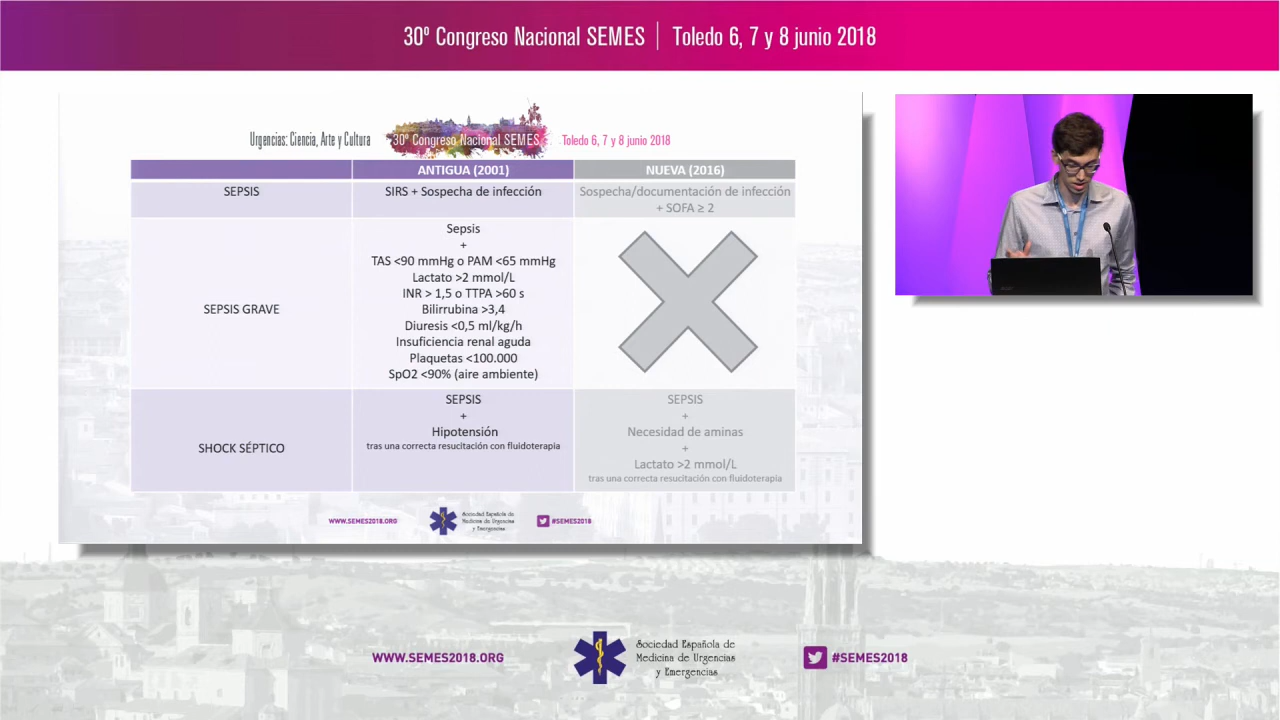 30º Congreso Nacional SEMES | Toledo 6, 7 y 8 junio 2018
Urgencias: Ciencia, Arte y Cultura
30º Congreso Nacional SEMES
Toledo 6, 7 y 8 junio 2018
ANTIGUA (2001)
NUEVA (2016)
SEPSIS
SIRS + Sospecha de infección
Sospecha/documentación de infección
+ SOFA ≥ 2
SEPSIS GRAVE
Sepsis
+
TAS <90 mmHg o PAM <65 mmHg
Lactato >2 mmol/L
INR > 1,5 o TTPA >60 s
Bilirrubina >3,4
Diuresis <0,5 ml/kg/h
Insuficiencia renal aguda
Plaquetas <100.000
SpO2 <90% (aire ambiente)
SHOCK SÉPTICO
SEPSIS
+
Hipotensión
tras una correcta resucitación con fluidoterapia
SEPSIS
+
Necesidad de aminas
+
Lactato >2 mmol/L
tras una correcta resucitación con fluidoterapia
WWW.SEMES2018.ORG
Sociedad Española de
Medicina de Urgencias
y Emergencias
#SEMES2018
WWW.SEMES2018.ORG
Sociedad Española de
Medicina de Urgencias
y Emergencias
#SEMES2018